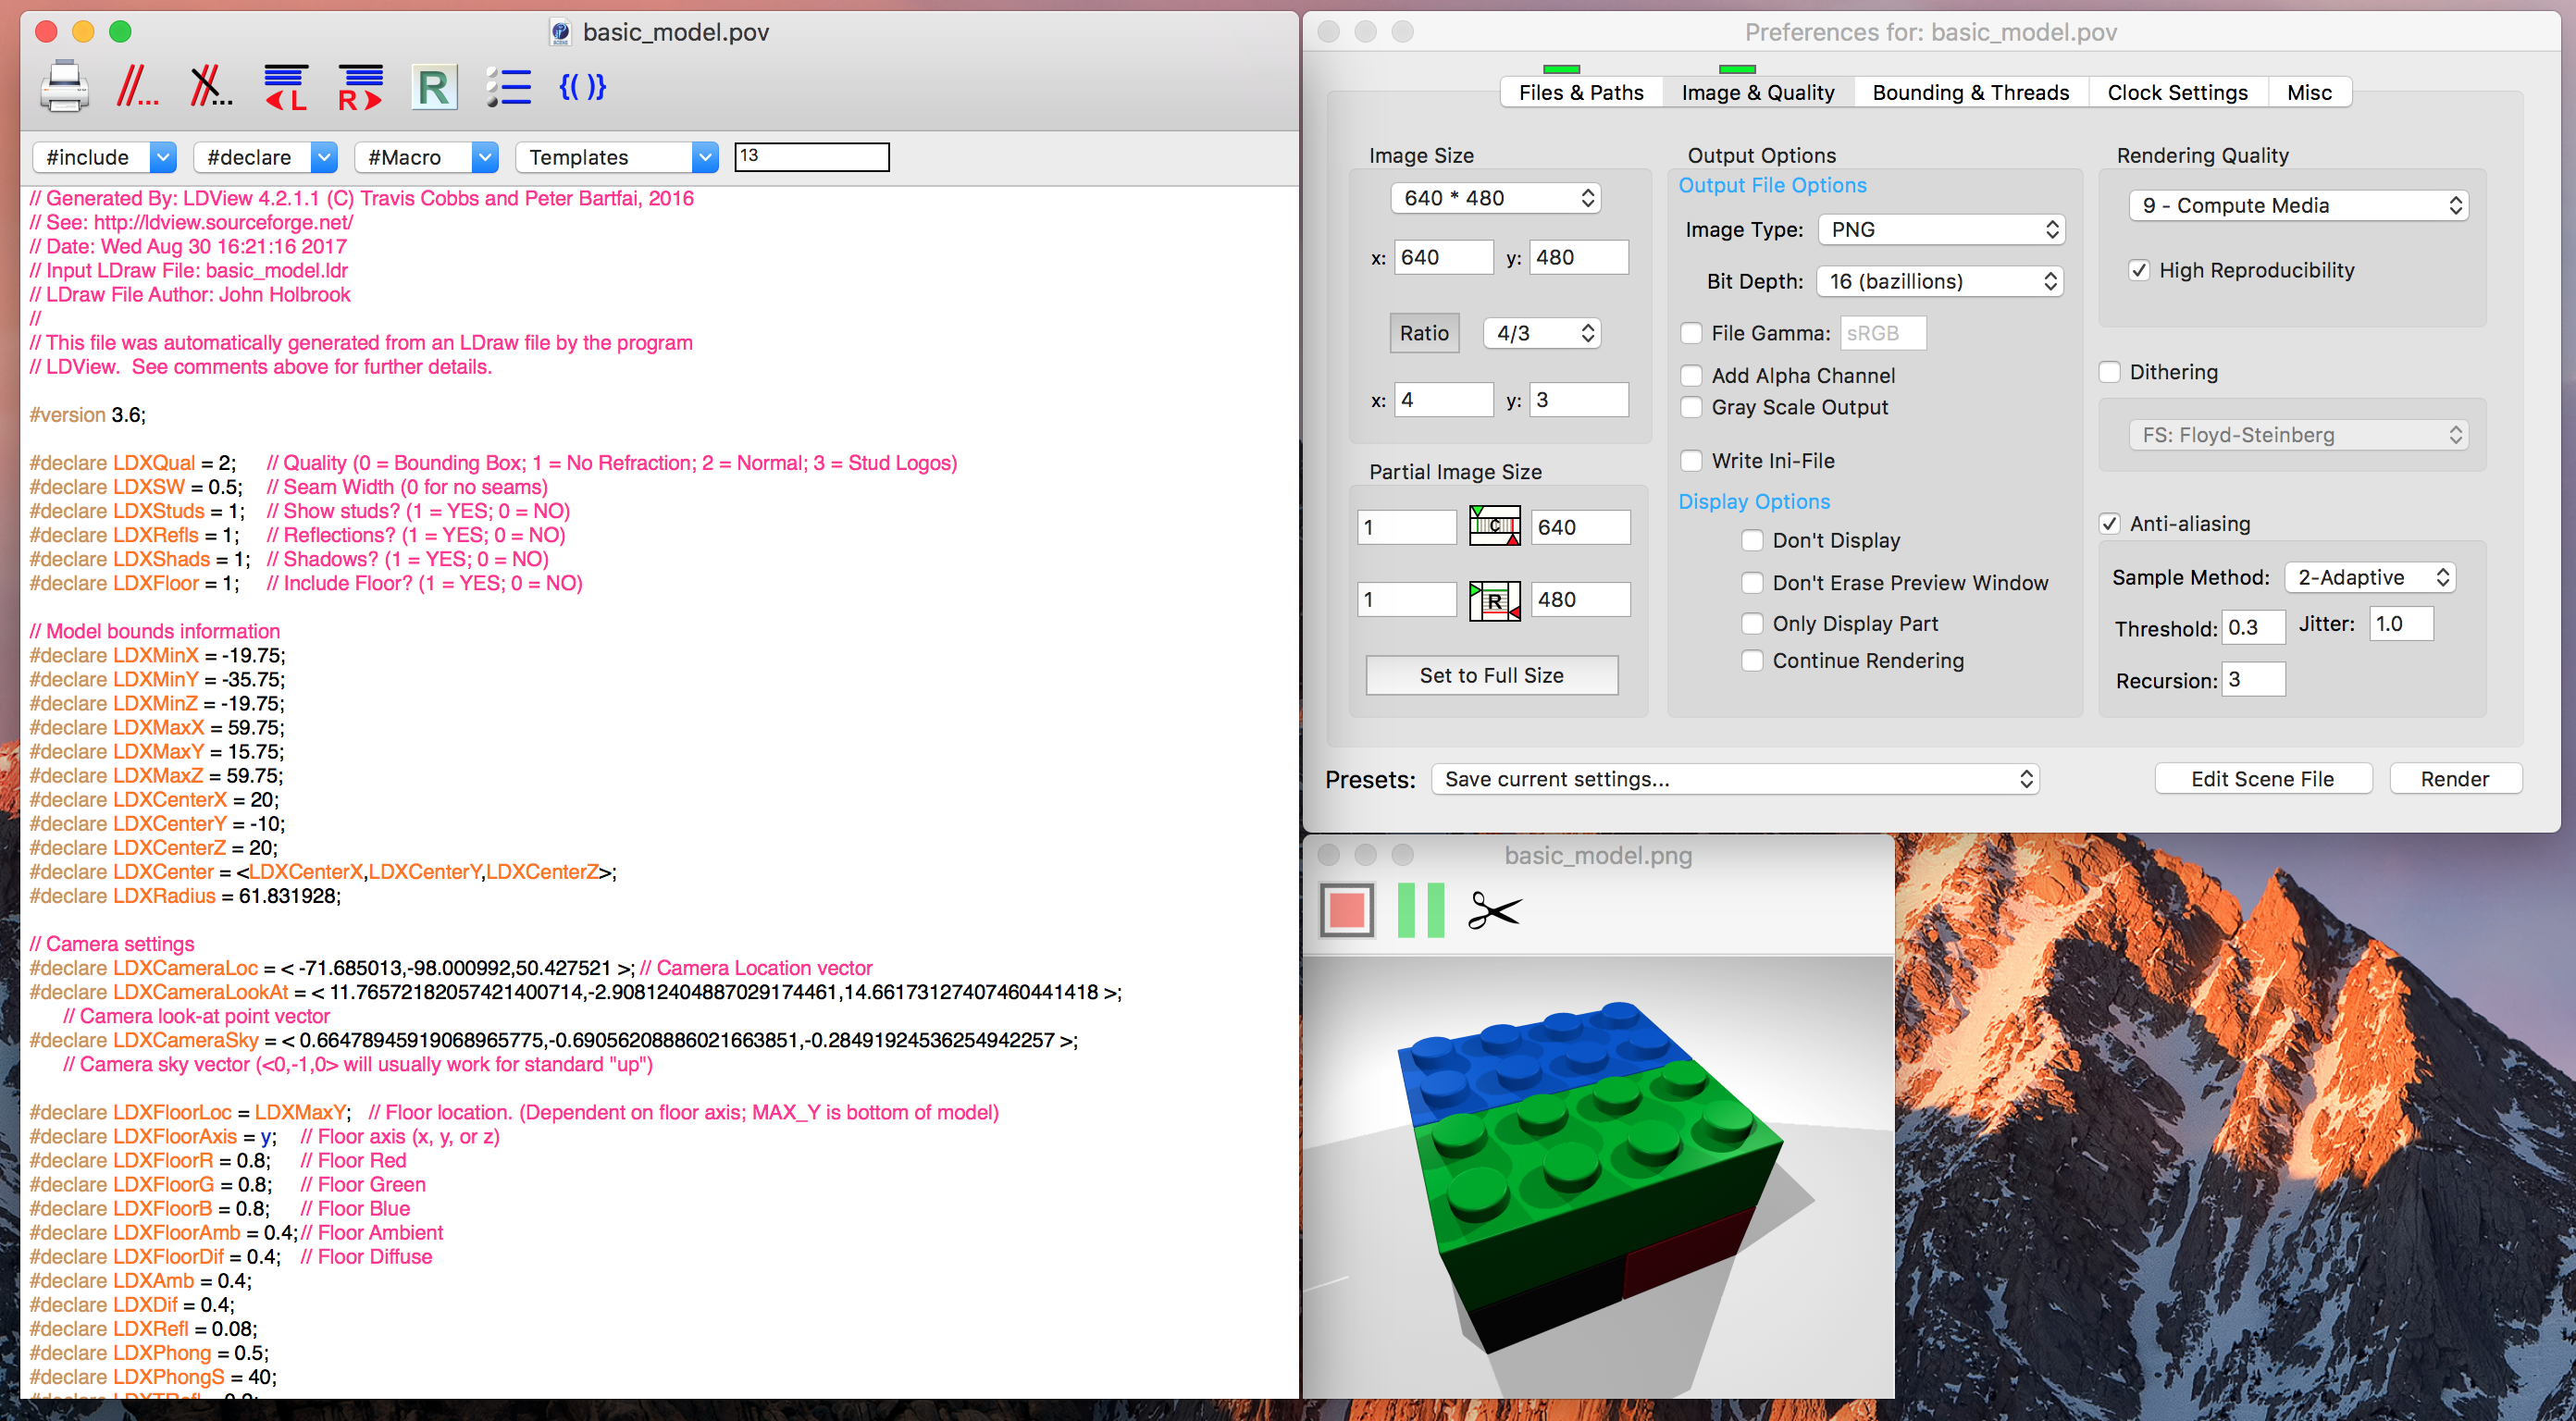 basic_model.pov
//...
//...
L
R
R
{( )}
#include
#declare
#Macro
Templates
13
// Generated By: LDView 4.2.1.1 (C) Travis Cobbs and Peter Bartfai, 2016
// See: http://ldview.sourceforge.net/
// Date: Wed Aug 30 16:21:16 2017
// Input LDraw File: basic_model.ldr
// LDraw File Author: John Holbrook
//
// This file was automatically generated from an LDraw file by the program
// LDView.  See comments above for further details.
#version 3.6;
#declare LDXQual = 2; // Quality (0 = Bounding Box; 1 = No Refraction; 2 = Normal; 3 = Stud Logos)
#declare LDXSW = 0.5; // Seam Width (0 for no seams)
#declare LDXStuds = 1; // Show studs? (1 = YES; 0 = NO)
#declare LDXRefls = 1; // Reflections? (1 = YES; 0 = NO)
#declare LDXShads = 1; // Shadows? (1 = YES; 0 = NO)
#declare LDXFloor = 1; // Include Floor? (1 = YES; 0 = NO)
// Model bounds information
#declare LDXMinX = -19.75;
#declare LDXMinY = -35.75;
#declare LDXMinZ = -19.75;
#declare LDXMaxX = 59.75;
#declare LDXMaxY = 15.75;
#declare LDXMaxZ = 59.75;
#declare LDXCenterX = 20;
#declare LDXCenterY = -10;
#declare LDXCenterZ = 20;
#declare LDXCenter = <LDXCenterX,LDXCenterY,LDXCenterZ>;
#declare LDXRadius = 61.831928;
// Camera settings
#declare LDXCameraLoc = < -71.685013,-98.000992,50.427521 >; // Camera Location vector
#declare LDXCameraLookAt = < 11.76572182057421400714,-2.90812404887029174461,14.66173127407460441418 >;
// Camera look-at point vector
#declare LDXCameraSky = < 0.66478945919068965775,-0.69056208886021663851,-0.28491924536254942257 >;
// Camera sky vector (<0,-1,0> will usually work for standard "up")
#declare LDXFloorLoc = LDXMaxY; // Floor location. (Dependent on floor axis; MAX_Y is bottom of model)
#declare LDXFloorAxis = y; // Floor axis (x, y, or z)
#declare LDXFloorR = 0.8; // Floor Red
#declare LDXFloorG = 0.8; // Floor Green
#declare LDXFloorB = 0.8; // Floor Blue
#declare LDXFloorAmb = 0.4; // Floor Ambient
#declare LDXFloorDif = 0.4; // Floor Diffuse
#declare LDXAmb = 0.4;
#declare LDXDif = 0.4;
#declare LDXRefl = 0.08;
#declare LDXPhong = 0.5;
#declare LDXPhongS = 40;
Preferences for: basic_model.pov
Files & Paths
Image & Quality
Bounding & Threads
Clock Settings
Misc
Image Size
640 * 480
x: 640 y: 480
Ratio 4/3
x: 4 y: 3
Partial Image Size
1 C 640
1 R 480
Set to Full Size
Output Options
Output File Options
Image Type: PNG
Bit Depth: 16 (bazillions)
File Gamma: sRGB
Add Alpha Channel
Gray Scale Output
Write Ini-File
Display Options
Don't Display
Don't Erase Preview Window
Only Display Part
Continue Rendering
Rendering Quality
9 - Compute Media
High Reproducibility
Dithering
FS: Floyd-Steinberg
Anti-aliasing
Sample Method: 2-Adaptive
Threshold: 0.3 Jitter: 1.0
Recursion: 3
Presets: Save current settings...
Edit Scene File
Render
basic_model.png